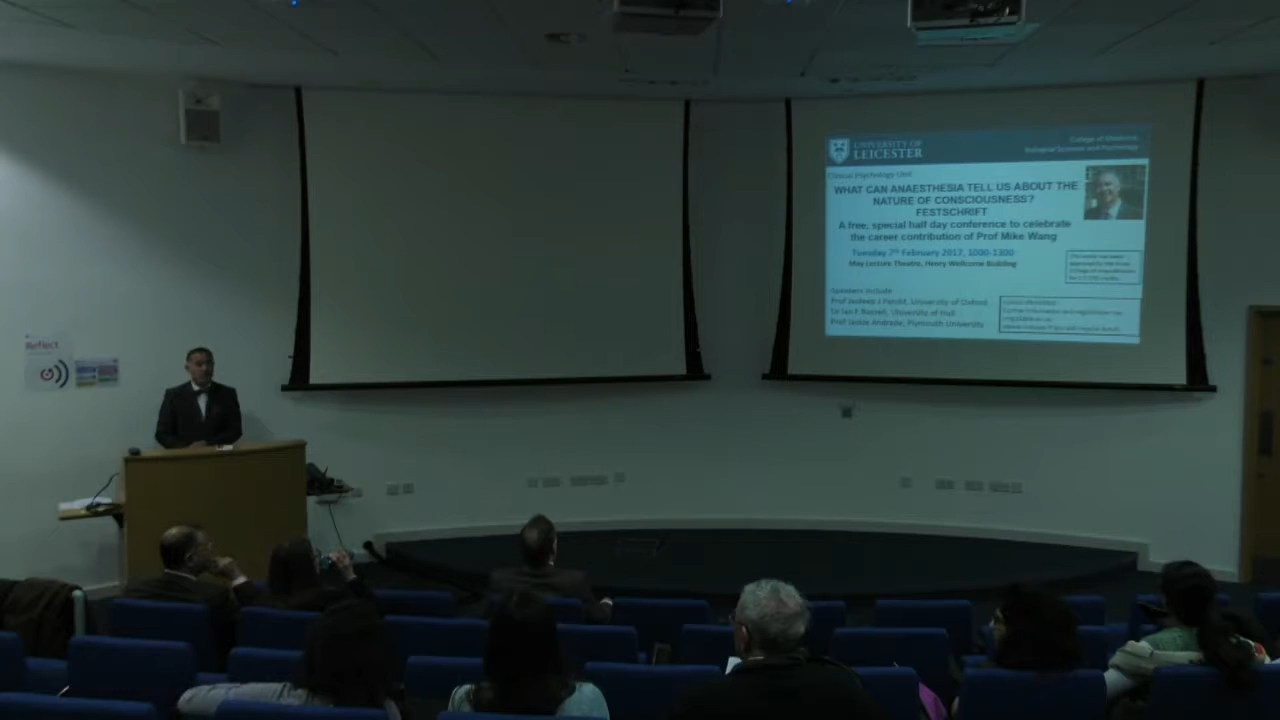 UNIVERSITY OF
LEICESTER
College of Medicine,
Biological Sciences and Psychology
Clinical Psychology Unit
WHAT CAN ANAESTHESIA TELL US ABOUT THE
NATURE OF CONSCIOUSNESS?
FESTSCHRIFT
A free, special half day conference to celebrate
the career contribution of Prof Mike Wang
Tuesday 7th February 2017, 1000-1300
May Lecture Theatre, Henry Wellcome Building
Speakers include
Prof Jaideep J Pandit, University of Oxford
Dr Ian F Russell, University of Hull
Prof Jackie Andrade, Plymouth University
Reflect